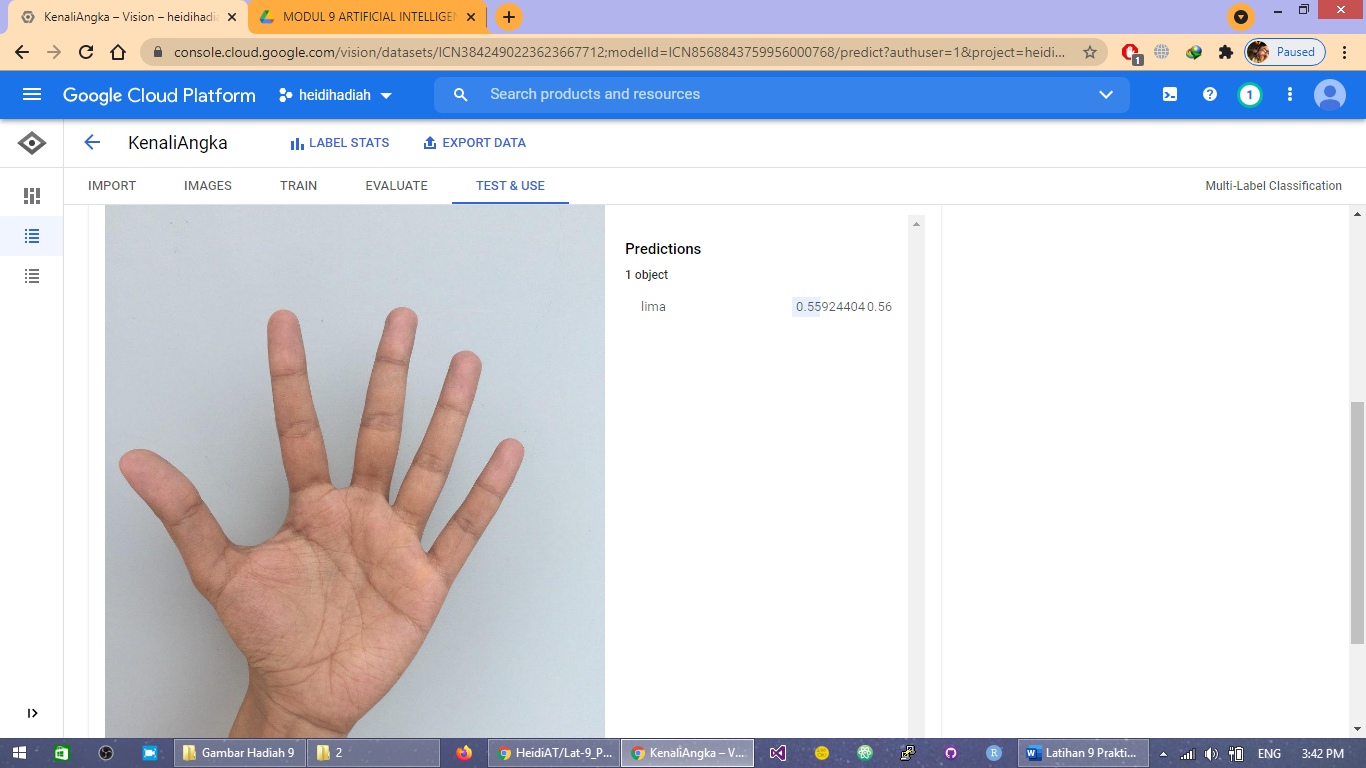 KenaliAngka – Vision – heidihadia
MODUL 9 ARTIFICIAL INTELLIGEN
console.cloud.google.com/vision/datasets/ICN3842490223623667712;modelId=ICN8568843759956000768/predict?authuser=1&project=heidi...
1
Paused
Google Cloud Platform
heidihadiah
Search products and resources
1
KenaliAngka
LABEL STATS
EXPORT DATA
IMPORT
IMAGES
TRAIN
EVALUATE
TEST & USE
Multi-Label Classification
Predictions
1 object
lima 0.55924404 0.56
Gambar Hadiah 9
2
HeidiAT/Lat-9_P...
KenaliAngka – V...
Latihan 9 Prakti...
ENG
3:42 PM